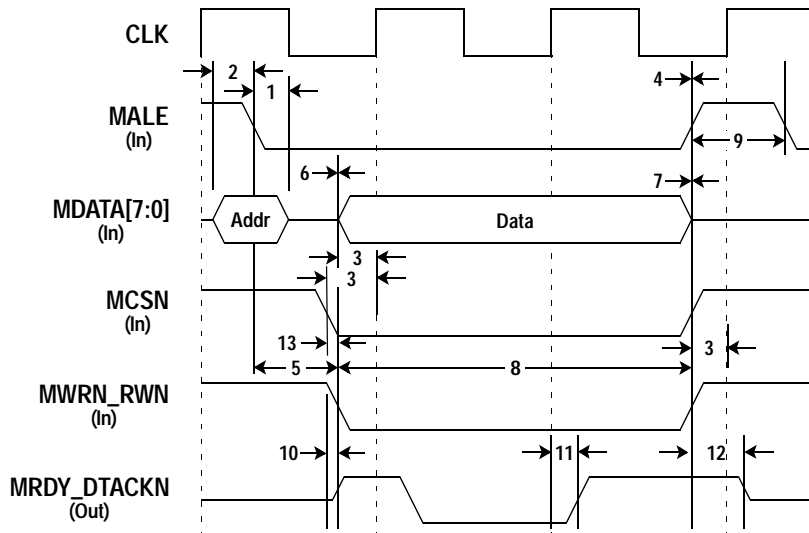 CLK
2
1
4
MALE
(In)
9
6
7
MDATA[7:0]
(In)
Addr
Data
3
3
MCSN
(In)
13
3
5
8
MWRN_RWN
(In)
10
11
12
MRDY_DTACKN
(Out)